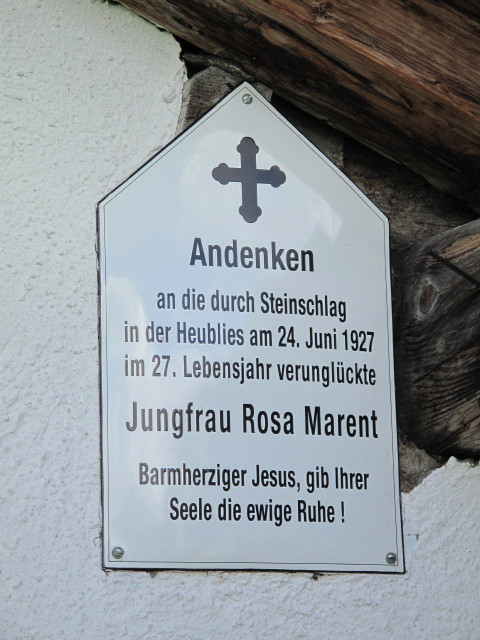 Andenken
an die durch Steinschlag
in der Heublies am 24. Juni 1927
im 27. Lebensjahr verunglückte
Jungfrau Rosa Marent
Barmherziger Jesus, gib Ihrer
Seele die ewige Ruhe !